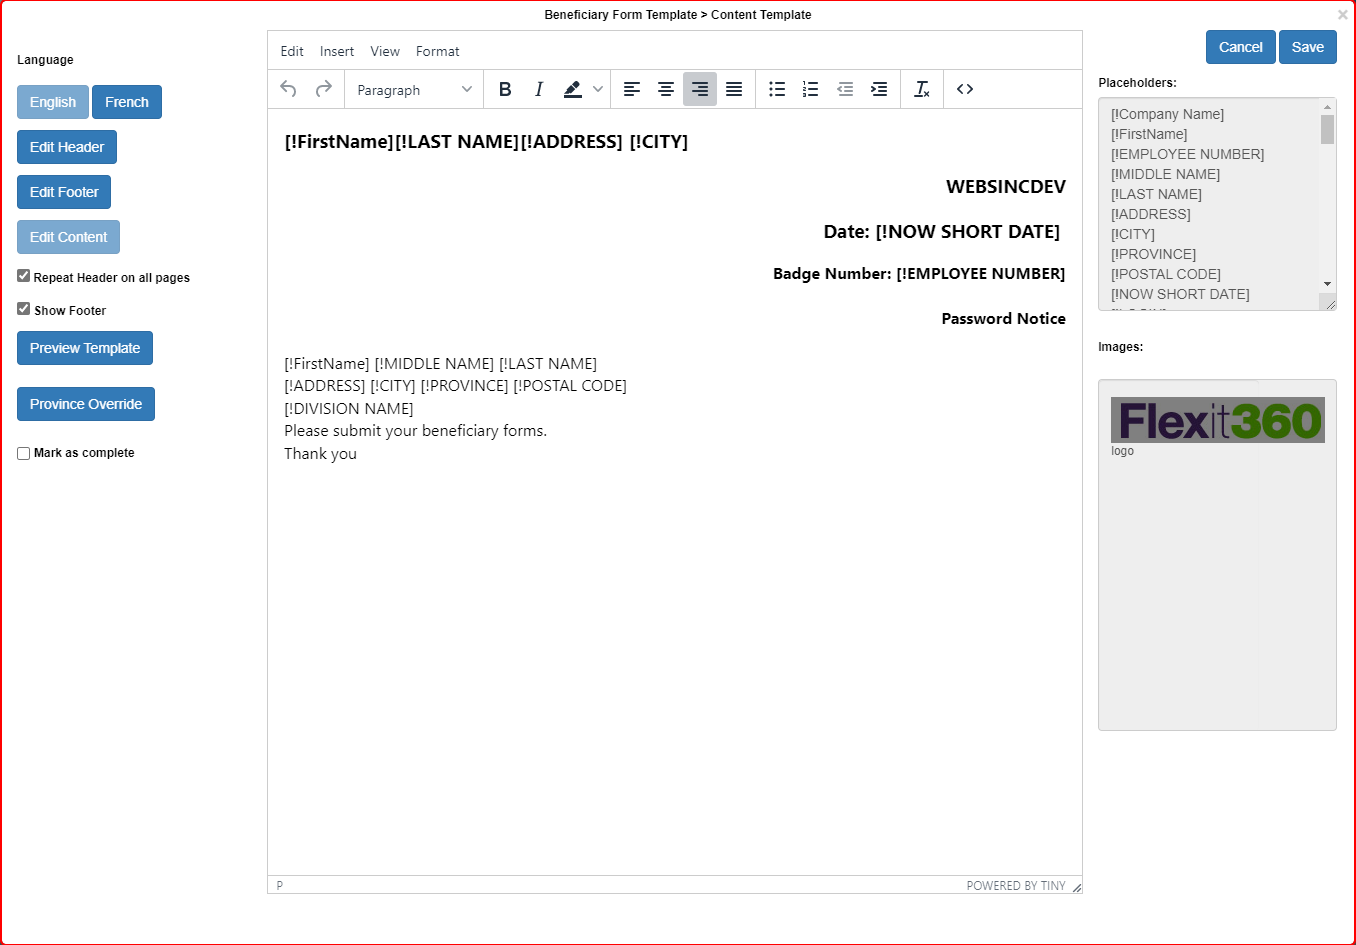 Beneficiary Form Template > Content Template
×
Language
English French
Edit Header
Edit Footer
Edit Content
Repeat Header on all pages
Show Footer
Preview Template
Province Override
Mark as complete
Edit Insert View Format
Paragraph B I
[!FirstName][!LAST NAME][!ADDRESS] [!CITY]
WEBSINCDEV
Date: [!NOW SHORT DATE]
Badge Number: [!EMPLOYEE NUMBER]
Password Notice
[!FirstName] [!MIDDLE NAME] [!LAST NAME]
[!ADDRESS] [!CITY] [!PROVINCE] [!POSTAL CODE]
[!DIVISION NAME]
Please submit your beneficiary forms.
Thank you
P POWERED BY TINY
Cancel Save
Placeholders:
[!Company Name]
[!FirstName]
[!EMPLOYEE NUMBER]
[!MIDDLE NAME]
[!LAST NAME]
[!ADDRESS]
[!CITY]
[!PROVINCE]
[!POSTAL CODE]
[!NOW SHORT DATE]
Images:
Flexit360
logo